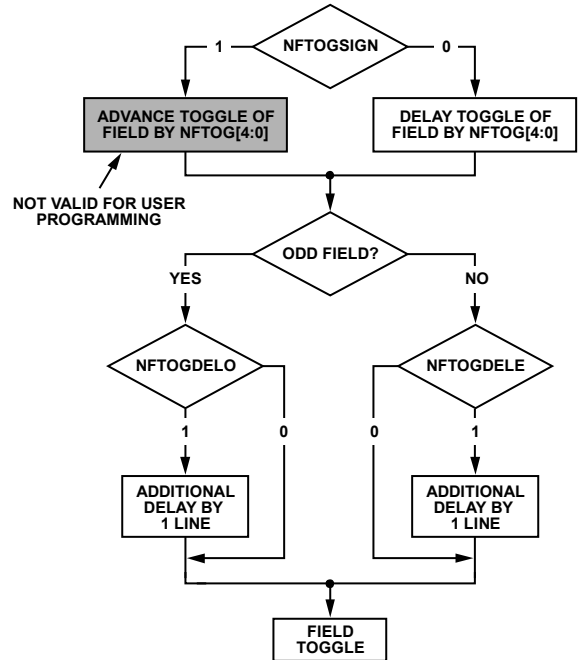 NFTOGSIGN
1
0
ADVANCE TOGGLE OF
FIELD BY NFTOG[4:0]
DELAY TOGGLE OF
FIELD BY NFTOG[4:0]
NOT VALID FOR USER
PROGRAMMING
ODD FIELD?
YES
NO
NFTOGDELO
NFTOGDELE
1
0
0
1
ADDITIONAL
DELAY BY
1 LINE
ADDITIONAL
DELAY BY
1 LINE
FIELD
TOGGLE